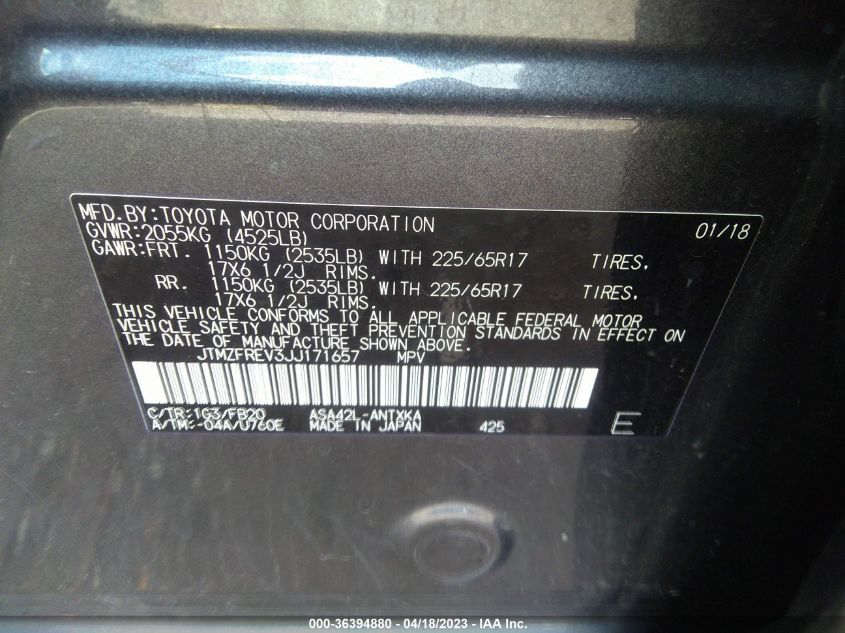 MFD.BY:TOYOTA MOTOR CORPORATION 01/18
GVWR:2055KG (4525LB)
GAWR:FRT. 1150KG (2535LB) WITH 225/65R17 TIRES,
17X6 1/2J RIMS.
RR. 1150KG (2535LB) WITH 225/65R17 TIRES,
17X6 1/2J RIMS.
THIS VEHICLE CONFORMS TO ALL APPLICABLE FEDERAL MOTOR
VEHICLE SAFETY AND THEFT PREVENTION STANDARDS IN EFFECT ON
THE DATE OF MANUFACTURE SHOWN ABOVE.
JTMZFREV3JJ171657 MPV
C/TR:1G3/FB20 ASA42L-ANTXKA
A/TM:-04A/U760E MADE IN JAPAN 425 E
000-36394880 - 04/18/2023 - IAA Inc.